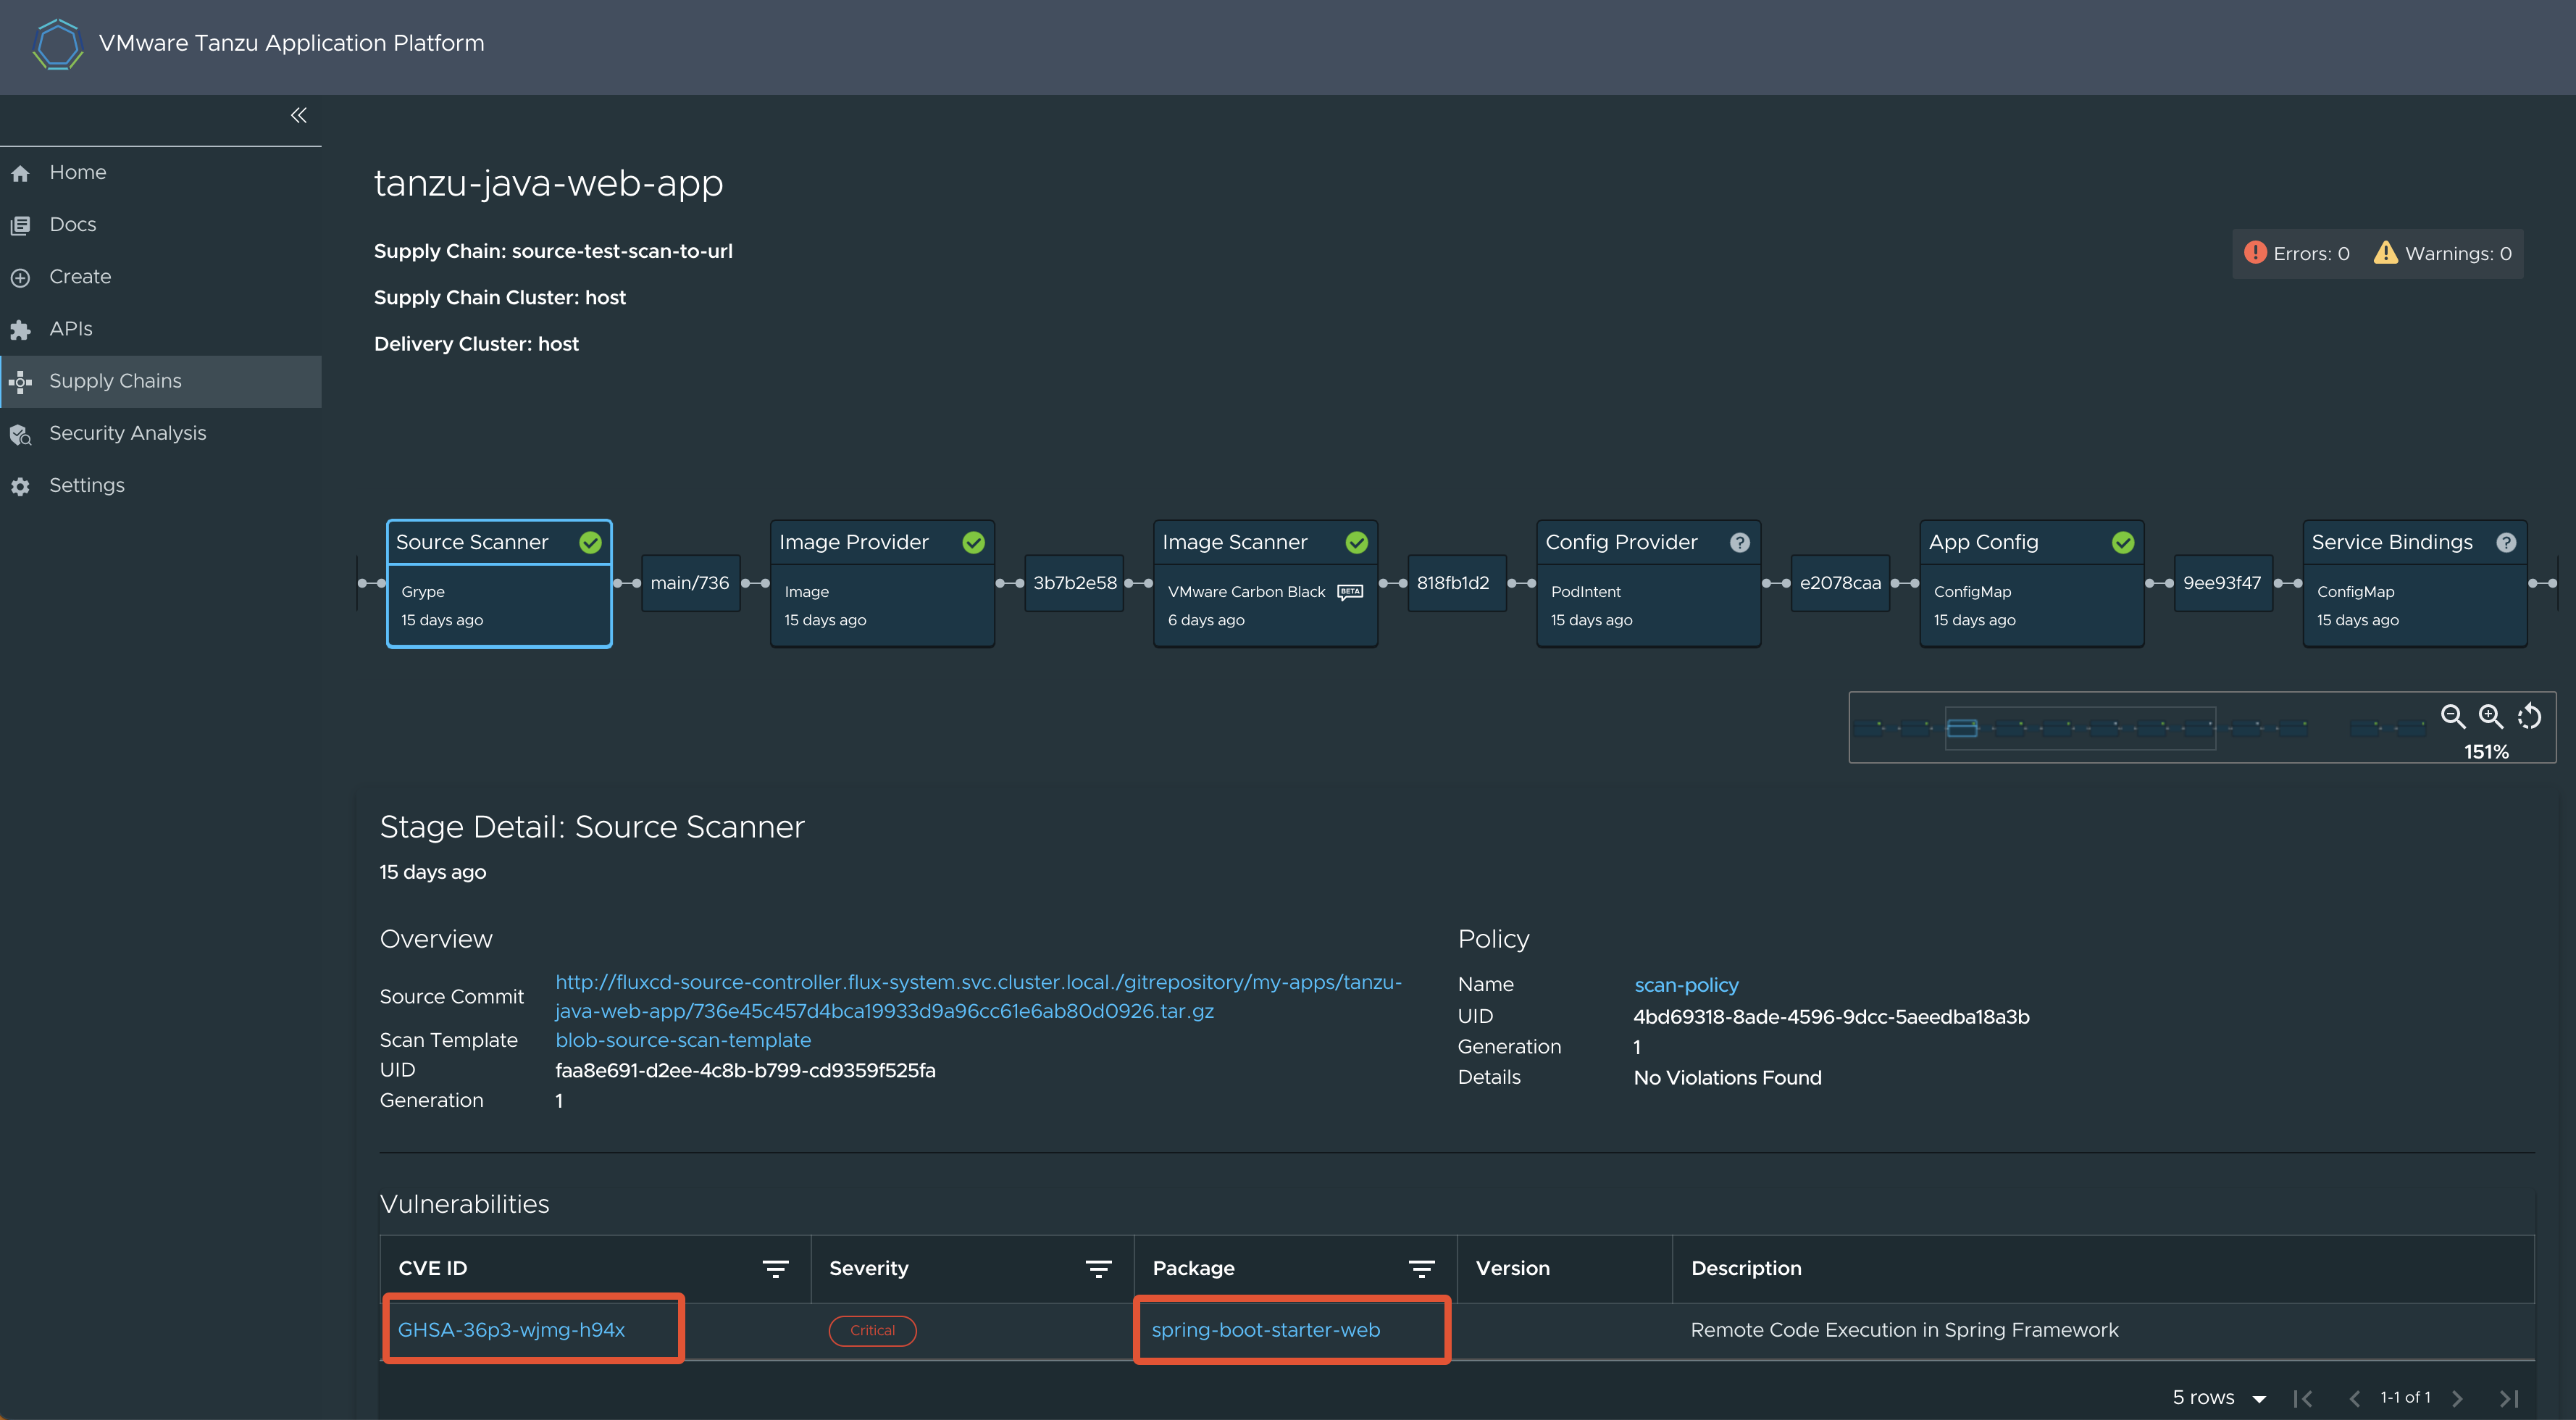 VMware Tanzu Application Platform
Home
Docs
Create
APIs
Supply Chains
Security Analysis
Settings
tanzu-java-web-app
Supply Chain: source-test-scan-to-url
Supply Chain Cluster: host
Delivery Cluster: host
Errors: 0 Warnings: 0
Source Scanner
Grype
15 days ago
main/736
Image Provider
Image
15 days ago
3b7b2e58
Image Scanner
VMware Carbon Black BETA
6 days ago
818fb1d2
Config Provider
PodIntent
15 days ago
e2078caa
App Config
ConfigMap
15 days ago
9ee93f47
Service Bindings
ConfigMap
15 days ago
151%
Stage Detail: Source Scanner
15 days ago
Overview
Source Commit http://fluxcd-source-controller.flux-system.svc.cluster.local./gitrepository/my-apps/tanzu-
java-web-app/736e45c457d4bca19933d9a96cc61e6ab80d0926.tar.gz
Scan Template blob-source-scan-template
UID faa8e691-d2ee-4c8b-b799-cd9359f525fa
Generation 1
Policy
Name scan-policy
UID 4bd69318-8ade-4596-9dcc-5aeedba18a3b
Generation 1
Details No Violations Found
Vulnerabilities
CVE ID Severity Package Version Description
GHSA-36p3-wjmg-h94x Critical spring-boot-starter-web Remote Code Execution in Spring Framework
5 rows 1-1 of 1